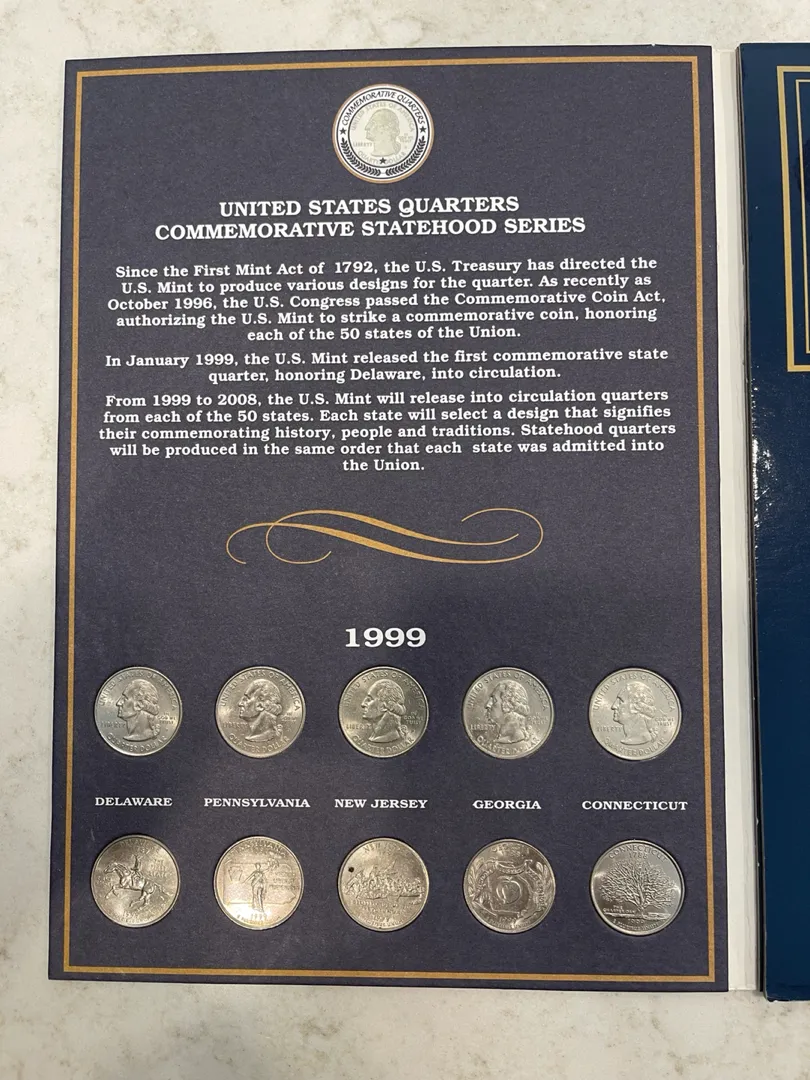 COMMEMORATIVE QUARTERS
UNITED STATES QUARTERS
COMMEMORATIVE STATEHOOD SERIES
Since the First Mint Act of 1792, the U.S. Treasury has directed the
U.S. Mint to produce various designs for the quarter. As recently as
October 1996, the U.S. Congress passed the Commemorative Coin Act,
authorizing the U.S. Mint to strike a commemorative coin, honoring
each of the 50 states of the Union.
In January 1999, the U.S. Mint released the first commemorative state
quarter, honoring Delaware, into circulation.
From 1999 to 2008, the U.S. Mint will release into circulation quarters
from each of the 50 states. Each state will select a design that signifies
their commemorating history, people and traditions. Statehood quarters
will be produced in the same order that each state was admitted into
the Union.
1999
DELAWARE PENNSYLVANIA NEW JERSEY GEORGIA CONNECTICUT
CONNECTICUT
1788